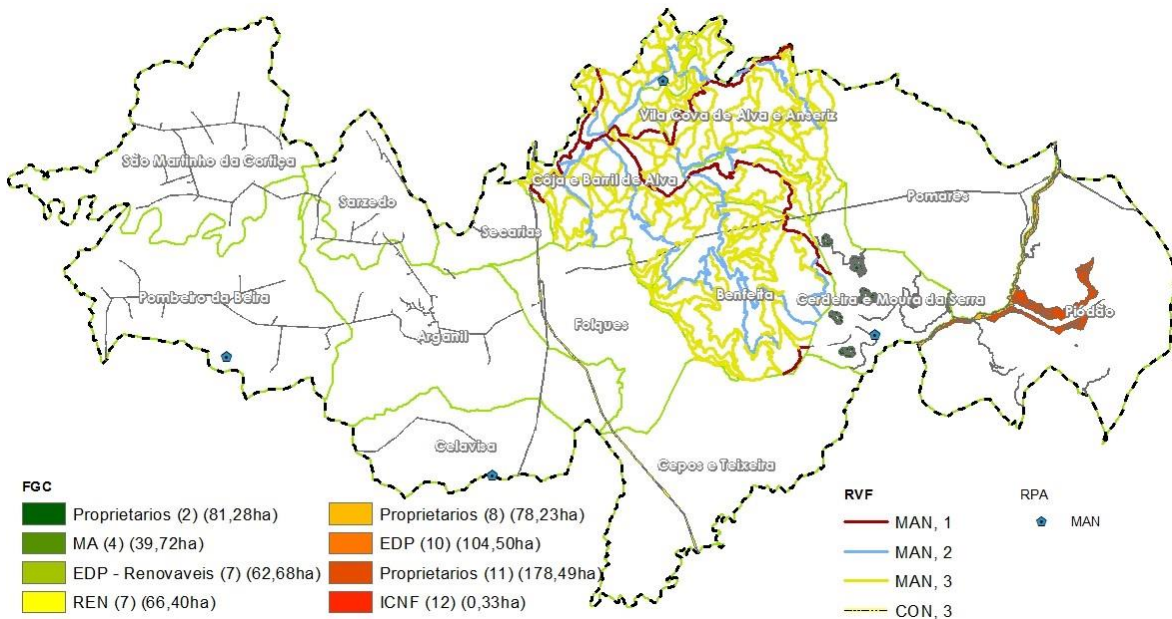 Vila Cova de Alva e Anseriz
São Martinho da Cortiça
Coja e Barril de Alva
Sarzedo
Pomares
Secarias
Benfeita
Cerdeira e Moura da Serra
Pombeiro da Beira
Piódão
Folques
Arganil
Celavisa
Cepos e Teixeira
FGC
Proprietarios (2) (81,28ha)
MA (4) (39,72ha)
EDP - Renovaveis (7) (62,68ha)
REN (7) (66,40ha)
Proprietarios (8) (78,23ha)
EDP (10) (104,50ha)
Proprietarios (11) (178,49ha)
ICNF (12) (0,33ha)
RVF
MAN, 1
MAN, 2
MAN, 3
CON, 3
RPA
MAN